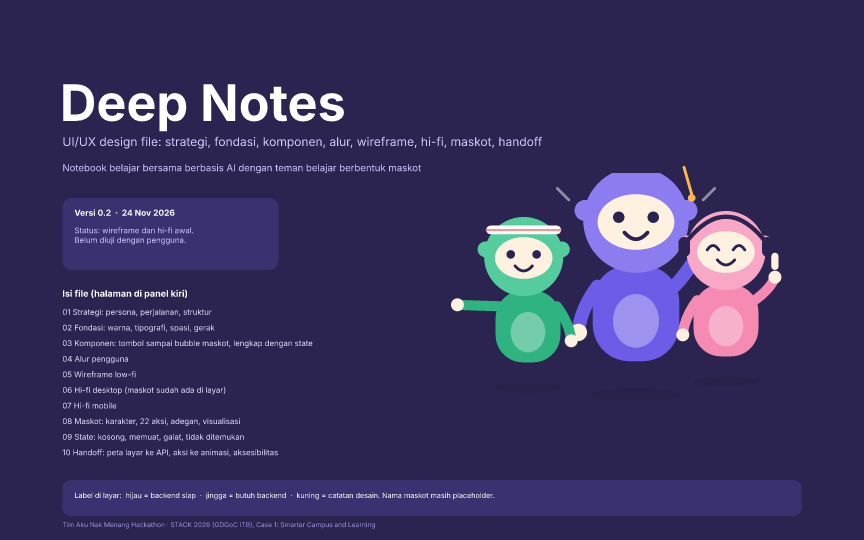 Deep Notes
UI/UX design file: strategi, fondasi, komponen, alur, wireframe, hi-fi, maskot, handoff
Notebook belajar bersama berbasis AI dengan teman belajar berbentuk maskot
Versi 0.2 · 24 Nov 2026
Status: wireframe dan hi-fi awal.
Belum diuji dengan pengguna.
Isi file (halaman di panel kiri)
01 Strategi: persona, perjalanan, struktur
02 Fondasi: warna, tipografi, spasi, gerak
03 Komponen: tombol sampai bubble maskot, lengkap dengan state
04 Alur pengguna
05 Wireframe low-fi
06 Hi-fi desktop (maskot sudah ada di layar)
07 Hi-fi mobile
08 Maskot: karakter, 22 aksi, adegan, visualisasi
09 State: kosong, memuat, galat, tidak ditemukan
10 Handoff: peta layar ke API, aksi ke animasi, aksesibilitas
Label di layar: hijau = backend siap · jingga = butuh backend · kuning = catatan desain. Nama maskot masih placeholder.
Tim Aku Nak Menang Hackathon · STACK 2026 (GDGoC ITB), Case 1: Smarter Campus and Learning